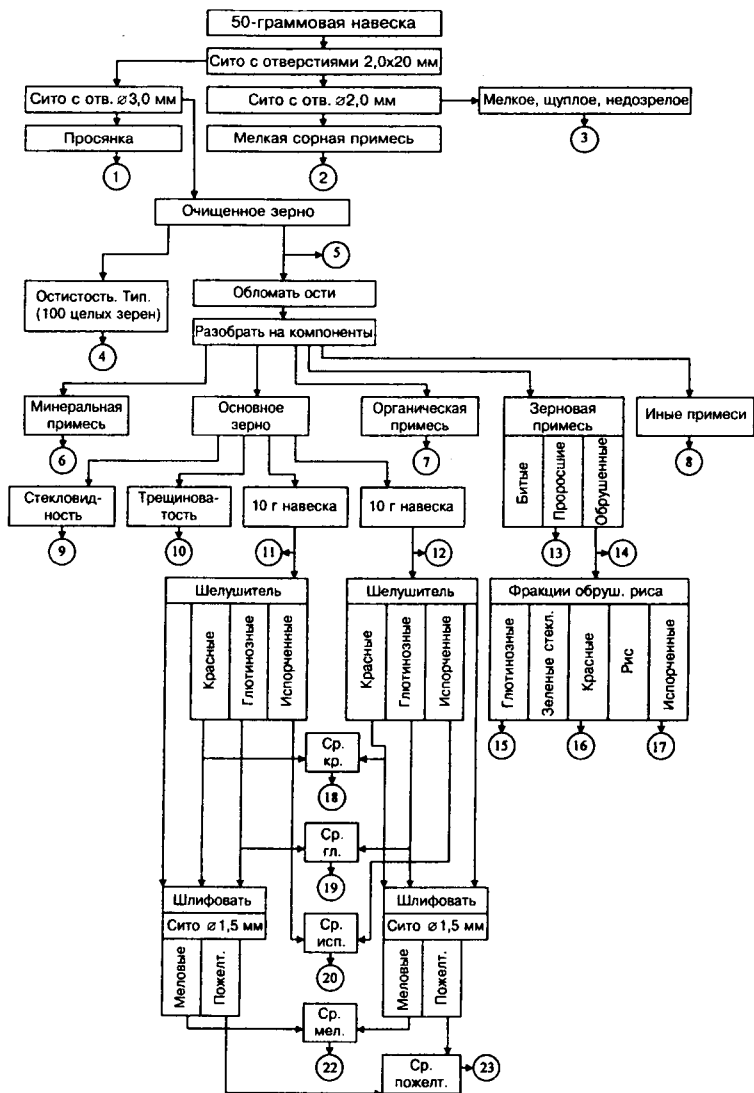 50-граммовая навеска
Сито с отверстиями 2,0x20 мм
Сито с отв. ⌀3,0 мм
Сито с отв. ⌀2,0 мм
Мелкое, щуплое, недозрелое
Просянка
Мелкая сорная примесь
3
1
2
Очищенное зерно
5
Остистость. Тип.
(100 целых зерен)
Обломать ости
4
Разобрать на компоненты
Минеральная
примесь
Основное
зерно
Органическая
примесь
Зерновая
примесь
Иные примеси
Битые
Проросшие
Обрушенные
6
7
8
Стекловид-
ность
Трещинова-
тость
10 г навеска
10 г навеска
9
10
11
12
13
14
Шелушитель
Красные
Глютинозные
Испорченные
Шелушитель
Красные
Глютинозные
Испорченные
Фракции обруш. риса
Глютинозные
Зеленые стекл.
Красные
Рис
Испорченные
15
16
17
Ср.
кр.
18
Ср.
гл.
19
Шлифовать
Сито ⌀1,5 мм
Меловые
Пожелт.
Ср.
исп.
20
Шлифовать
Сито ⌀1,5 мм
Меловые
Пожелт.
Ср.
мел.
22
Ср.
пожелт.
23